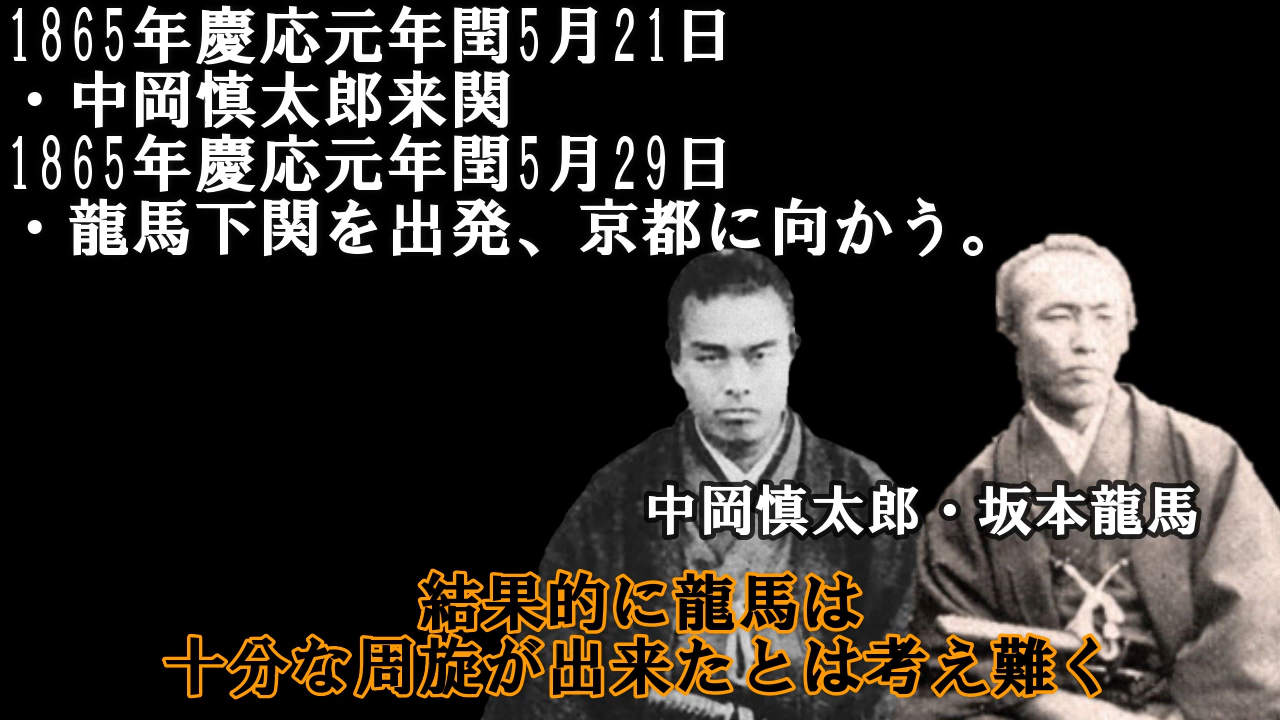 1865年慶応元年閏5月21日
・中岡慎太郎来関
1865年慶応元年閏5月29日
・龍馬下関を出発、京都に向かう。
中岡慎太郎・坂本龍馬
結果的に龍馬は
十分な周旋が出来たとは考え難く